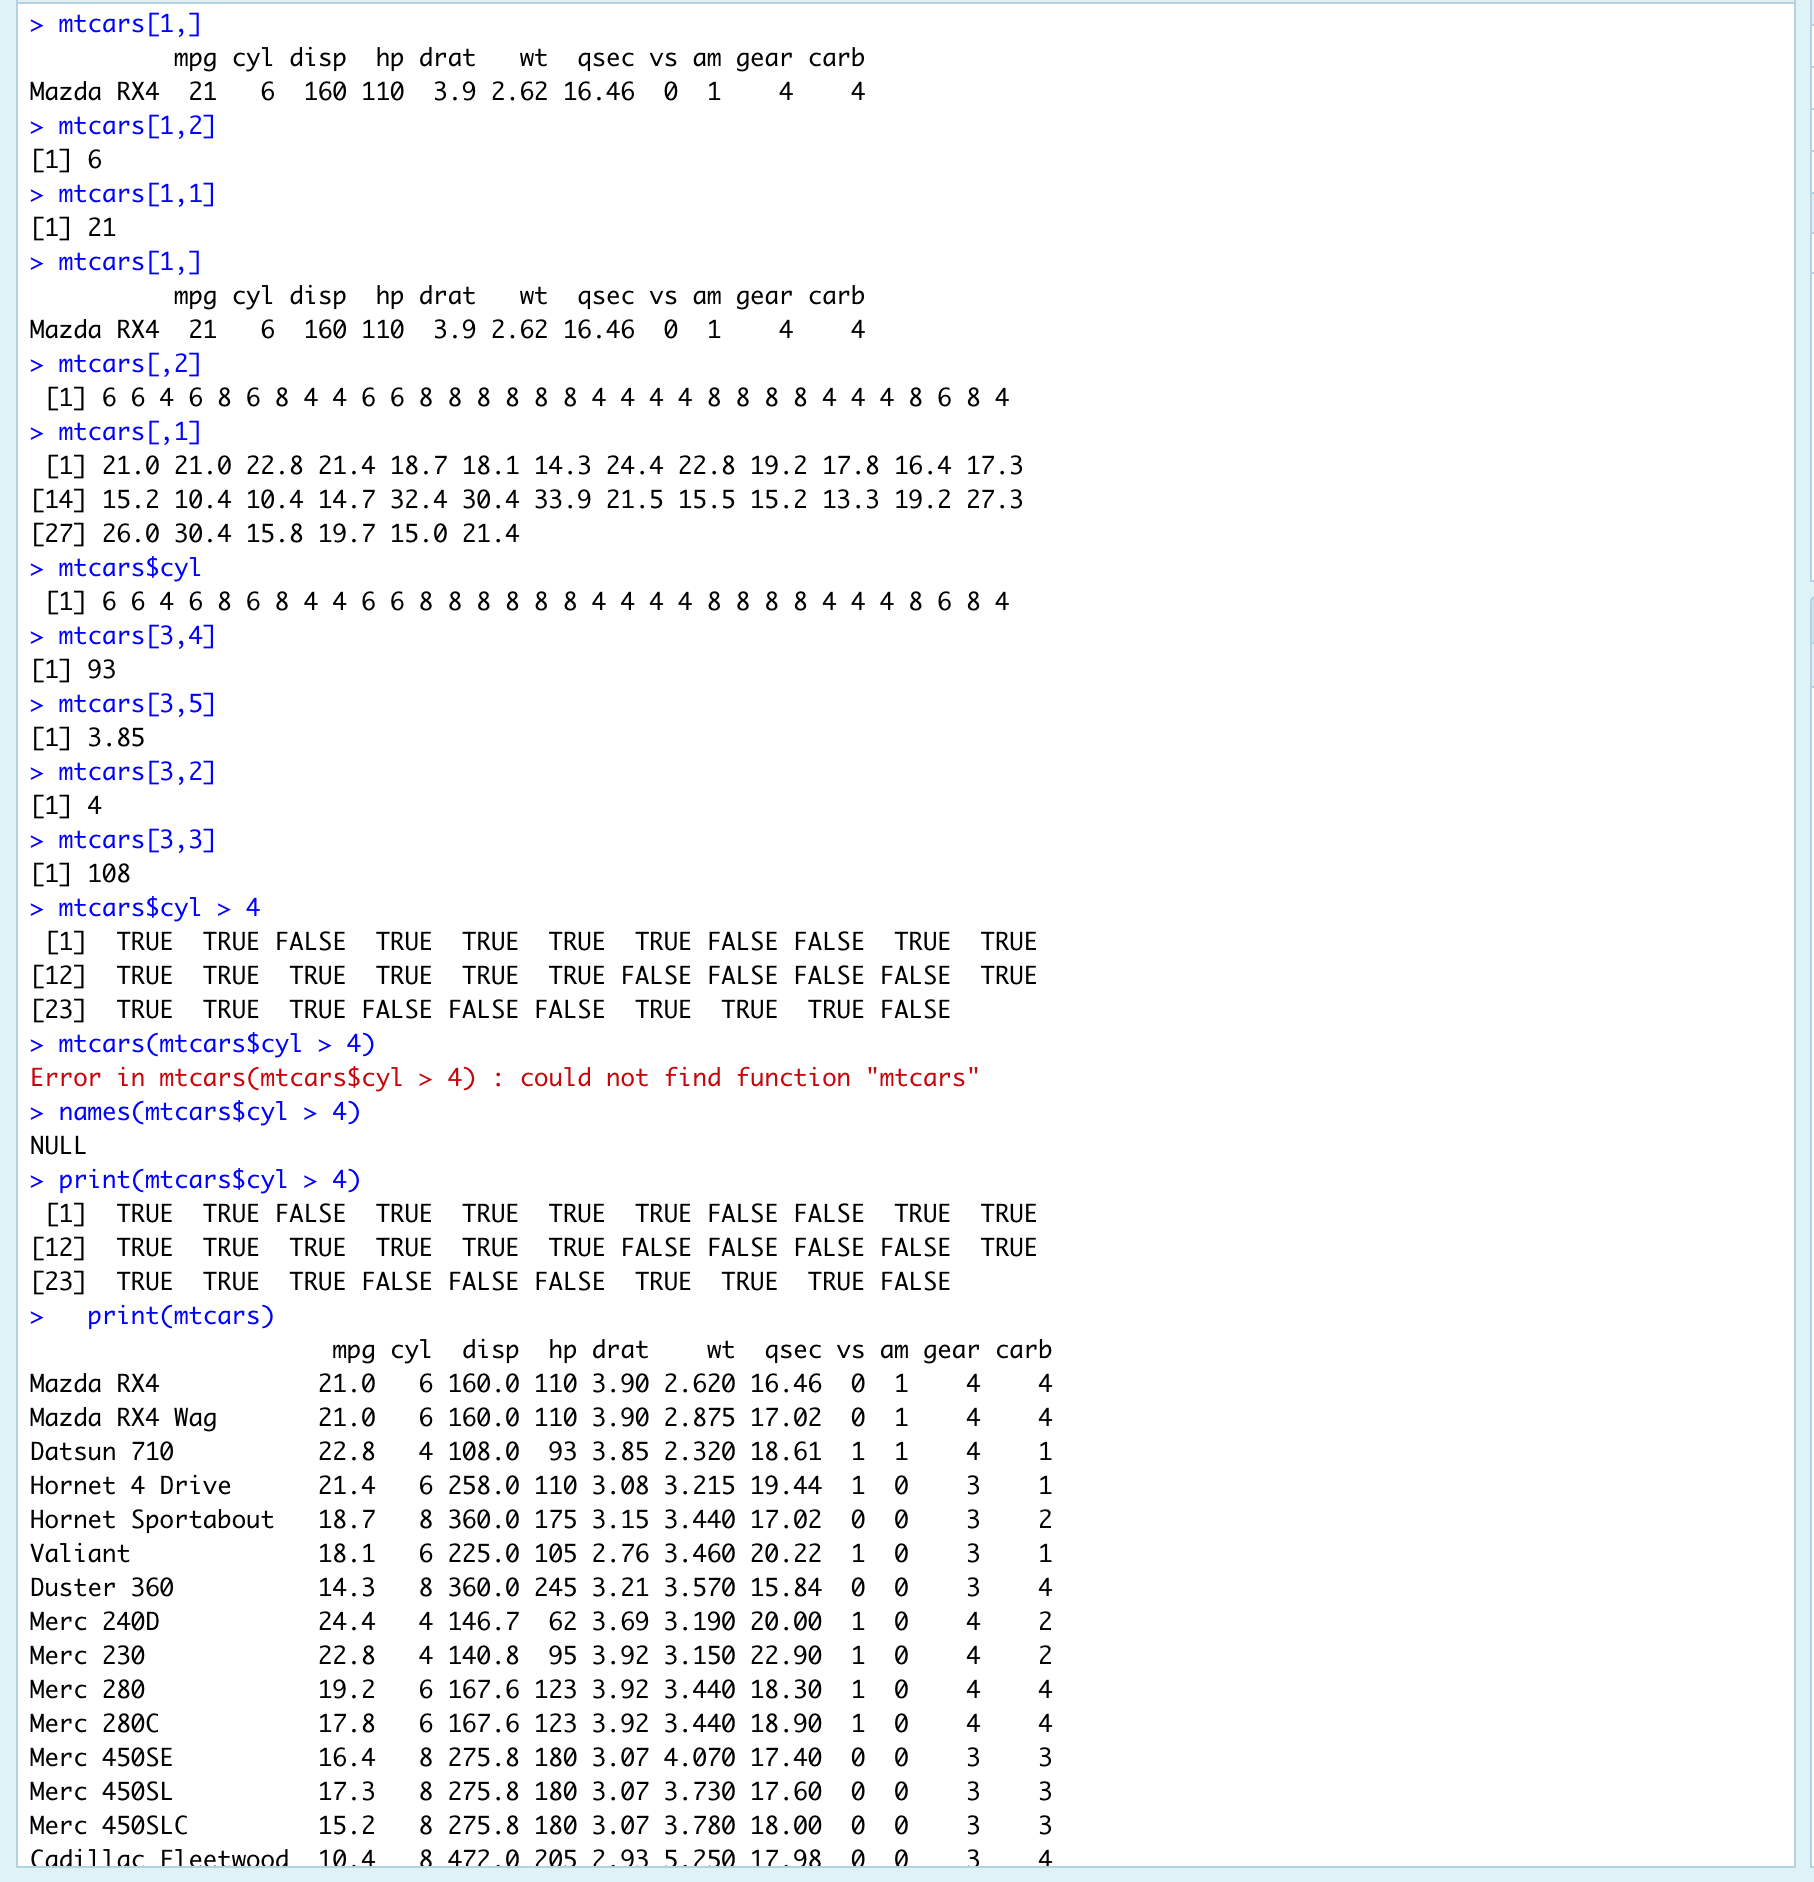 > mtcars[1,]
          mpg cyl disp  hp drat   wt  qsec vs am gear carb
Mazda RX4  21   6  160 110  3.9 2.62 16.46  0  1    4    4
> mtcars[1,2]
[1] 6
> mtcars[1,1]
[1] 21
> mtcars[1,]
          mpg cyl disp  hp drat   wt  qsec vs am gear carb
Mazda RX4  21   6  160 110  3.9 2.62 16.46  0  1    4    4
> mtcars[,2]
 [1] 6 6 4 6 8 6 8 4 4 6 6 8 8 8 8 8 8 4 4 4 4 8 8 8 8 4 4 4 8 6 8 4
> mtcars[,1]
 [1] 21.0 21.0 22.8 21.4 18.7 18.1 14.3 24.4 22.8 19.2 17.8 16.4 17.3
[14] 15.2 10.4 10.4 14.7 32.4 30.4 33.9 21.5 15.5 15.2 13.3 19.2 27.3
[27] 26.0 30.4 15.8 19.7 15.0 21.4
> mtcars$cyl
 [1] 6 6 4 6 8 6 8 4 4 6 6 8 8 8 8 8 8 4 4 4 4 8 8 8 8 4 4 4 8 6 8 4
> mtcars[3,4]
[1] 93
> mtcars[3,5]
[1] 3.85
> mtcars[3,2]
[1] 4
> mtcars[3,3]
[1] 108
> mtcars$cyl > 4
 [1]  TRUE  TRUE FALSE  TRUE  TRUE  TRUE  TRUE FALSE FALSE  TRUE  TRUE
[12]  TRUE  TRUE  TRUE  TRUE  TRUE  TRUE FALSE FALSE FALSE FALSE  TRUE
[23]  TRUE  TRUE  TRUE FALSE FALSE FALSE  TRUE  TRUE  TRUE FALSE
> mtcars(mtcars$cyl > 4)
Error in mtcars(mtcars$cyl > 4) : could not find function "mtcars"
> names(mtcars$cyl > 4)
NULL
> print(mtcars$cyl > 4)
 [1]  TRUE  TRUE FALSE  TRUE  TRUE  TRUE  TRUE FALSE FALSE  TRUE  TRUE
[12]  TRUE  TRUE  TRUE  TRUE  TRUE  TRUE FALSE FALSE FALSE FALSE  TRUE
[23]  TRUE  TRUE  TRUE FALSE FALSE FALSE  TRUE  TRUE  TRUE FALSE
>   print(mtcars)
                     mpg cyl  disp  hp drat    wt  qsec vs am gear carb
Mazda RX4           21.0   6 160.0 110 3.90 2.620 16.46  0  1    4    4
Mazda RX4 Wag       21.0   6 160.0 110 3.90 2.875 17.02  0  1    4    4
Datsun 710          22.8   4 108.0  93 3.85 2.320 18.61  1  1    4    1
Hornet 4 Drive      21.4   6 258.0 110 3.08 3.215 19.44  1  0    3    1
Hornet Sportabout   18.7   8 360.0 175 3.15 3.440 17.02  0  0    3    2
Valiant             18.1   6 225.0 105 2.76 3.460 20.22  1  0    3    1
Duster 360          14.3   8 360.0 245 3.21 3.570 15.84  0  0    3    4
Merc 240D           24.4   4 146.7  62 3.69 3.190 20.00  1  0    4    2
Merc 230            22.8   4 140.8  95 3.92 3.150 22.90  1  0    4    2
Merc 280            19.2   6 167.6 123 3.92 3.440 18.30  1  0    4    4
Merc 280C           17.8   6 167.6 123 3.92 3.440 18.90  1  0    4    4
Merc 450SE          16.4   8 275.8 180 3.07 4.070 17.40  0  0    3    3
Merc 450SL          17.3   8 275.8 180 3.07 3.730 17.60  0  0    3    3
Merc 450SLC         15.2   8 275.8 180 3.07 3.780 18.00  0  0    3    3
Cadillac Fleetwood  10.4   8 472.0 205 2.93 5.250 17.98  0  0    3    4